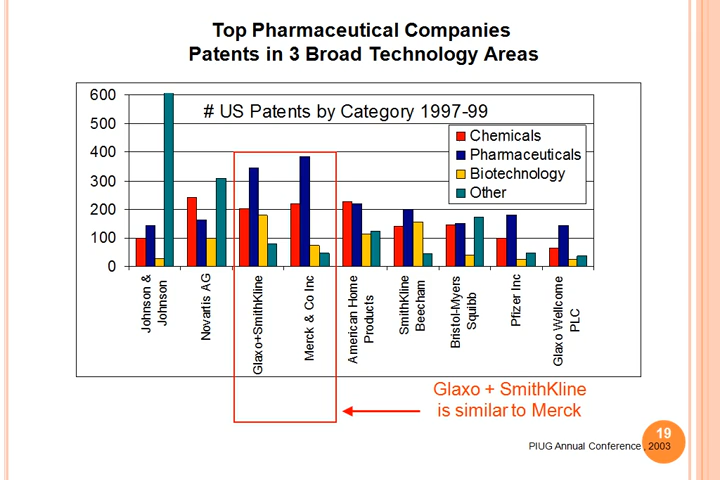 Top Pharmaceutical Companies
Patents in 3 Broad Technology Areas
# US Patents by Category 1997-99
600
500
400
300
200
100
0
Chemicals
Pharmaceuticals
Biotechnology
Other
Johnson &
Johnson
Novartis AG
Glaxo+SmithKline
Merck & Co Inc
American Home
Products
SmithKline
Beecham
Bristol-Myers
Squibb
Pfizer Inc
Glaxo Wellcome
PLC
Glaxo + SmithKline
is similar to Merck
19
PIUG Annual Conference , 2003